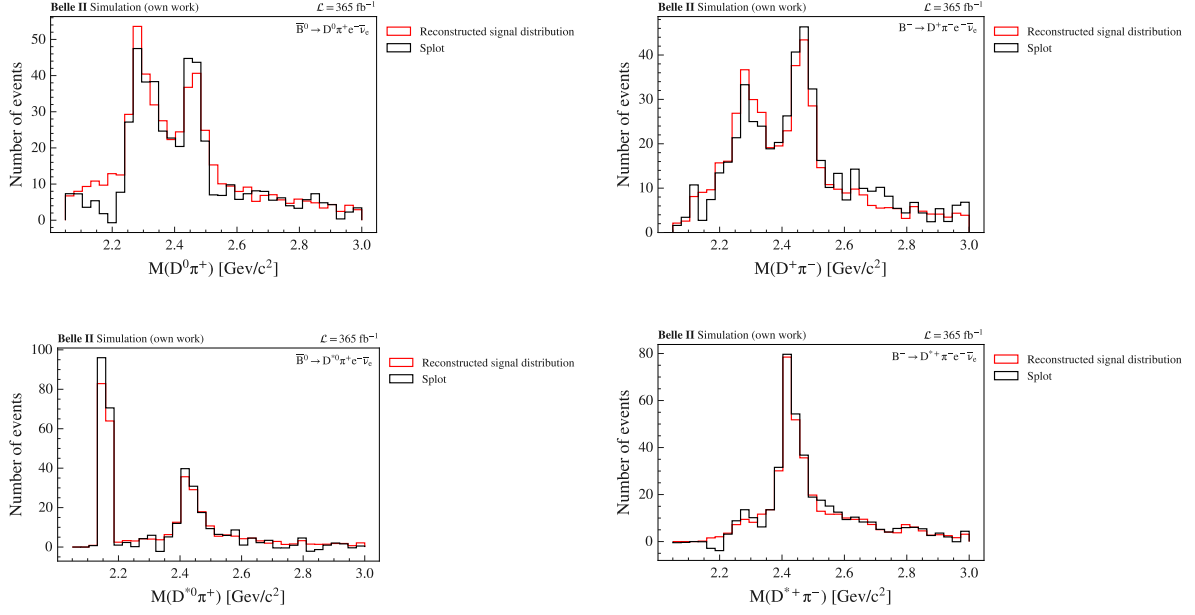 Belle II Simulation (own work) ℒ = 365 fb⁻¹
B̅⁰ → D⁰π⁺e⁻ν̅ₑ
Reconstructed signal distribution
Splot
Number of events
50
40
30
20
10
0
2.2 2.4 2.6 2.8 3.0
M(D⁰π⁺) [Gev/c²]
Belle II Simulation (own work) ℒ = 365 fb⁻¹
B⁻ → D⁺π⁻e⁻ν̅ₑ
Reconstructed signal distribution
Splot
Number of events
40
30
20
10
0
2.2 2.4 2.6 2.8 3.0
M(D⁺π⁻) [Gev/c²]
Belle II Simulation (own work) ℒ = 365 fb⁻¹
B̅⁰ → D*⁰π⁺e⁻ν̅ₑ
Reconstructed signal distribution
Splot
Number of events
100
80
60
40
20
0
2.2 2.4 2.6 2.8 3.0
M(D*⁰π⁺) [Gev/c²]
Belle II Simulation (own work) ℒ = 365 fb⁻¹
B⁻ → D*⁺π⁻e⁻ν̅ₑ
Reconstructed signal distribution
Splot
Number of events
80
60
40
20
0
2.2 2.4 2.6 2.8 3.0
M(D*⁺π⁻) [Gev/c²]